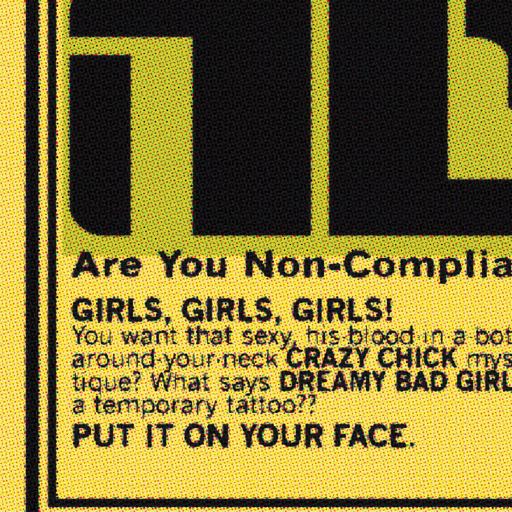 Are You Non-Complia
GIRLS, GIRLS, GIRLS!
You want that sexy, his-blood in a bot
around-your-neck CRAZY CHICK mys
tique? What says DREAMY BAD GIRL
a temporary tattoo??
PUT IT ON YOUR FACE.